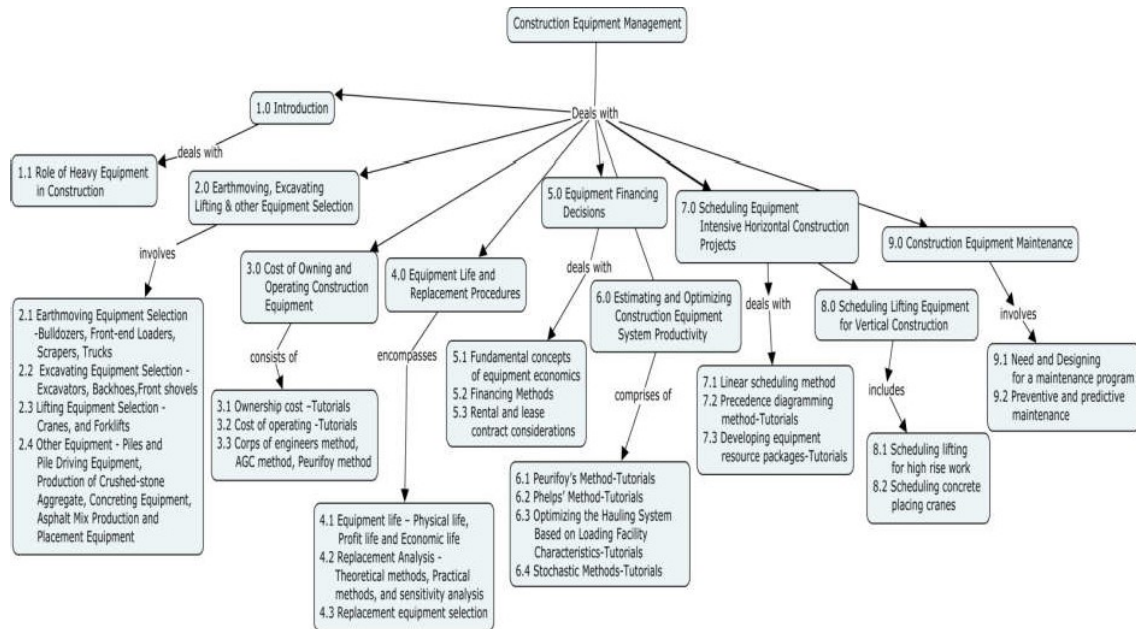 Construction Equipment Management
Deals with
1.0 Introduction
deals with
1.1 Role of Heavy Equipment
in Construction
2.0 Earthmoving, Excavating
Lifting & other Equipment Selection
involves
2.1 Earthmoving Equipment Selection
-Bulldozers, Front-end Loaders,
Scrapers, Trucks
2.2 Excavating Equipment Selection -
Excavators, Backhoes,Front shovels
2.3 Lifting Equipment Selection -
Cranes, and Forklifts
2.4 Other Equipment - Piles and
Pile Driving Equipment,
Production of Crushed-stone
Aggregate, Concreting Equipment,
Asphalt Mix Production and
Placement Equipment
3.0 Cost of Owning and
Operating Construction
Equipment
consists of
3.1 Ownership cost –Tutorials
3.2 Cost of operating -Tutorials
3.3 Corps of engineers method,
AGC method, Peurifoy method
4.0 Equipment Life and
Replacement Procedures
encompasses
4.1 Equipment life – Physical life,
Profit life and Economic life
4.2 Replacement Analysis -
Theoretical methods, Practical
methods, and sensitivity analysis
4.3 Replacement equipment selection
5.0 Equipment Financing
Decisions
deals with
5.1 Fundamental concepts
of equipment economics
5.2 Financing Methods
5.3 Rental and lease
contract considerations
6.0 Estimating and Optimizing
Construction Equipment
System Productivity
comprises of
6.1 Peurifoy's Method-Tutorials
6.2 Phelps' Method-Tutorials
6.3 Optimizing the Hauling System
Based on Loading Facility
Characteristics-Tutorials
6.4 Stochastic Methods-Tutorials
7.0 Scheduling Equipment
Intensive Horizontal Construction
Projects
deals with
7.1 Linear scheduling method
7.2 Precedence diagramming
method-Tutorials
7.3 Developing equipment
resource packages-Tutorials
8.0 Scheduling Lifting Equipment
for Vertical Construction
includes
8.1 Scheduling lifting
for high rise work
8.2 Scheduling concrete
placing cranes
9.0 Construction Equipment Maintenance
involves
9.1 Need and Designing
for a maintenance program
9.2 Preventive and predictive
maintenance